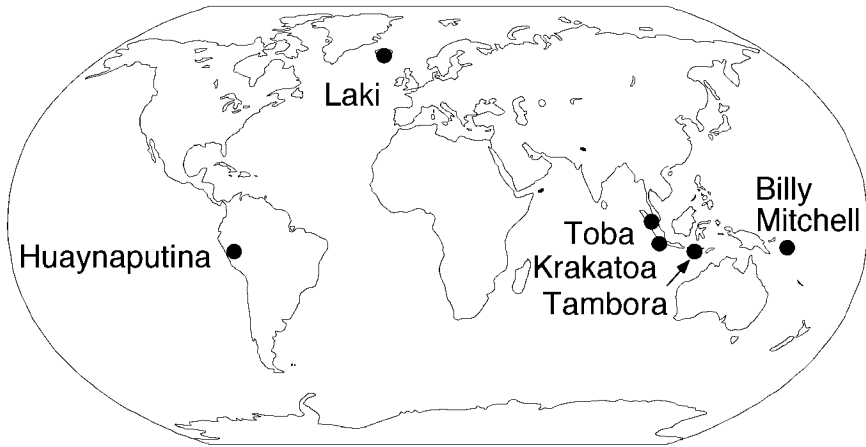 Laki
Billy
Mitchell
Toba
Huaynaputina
Krakatoa
Tambora